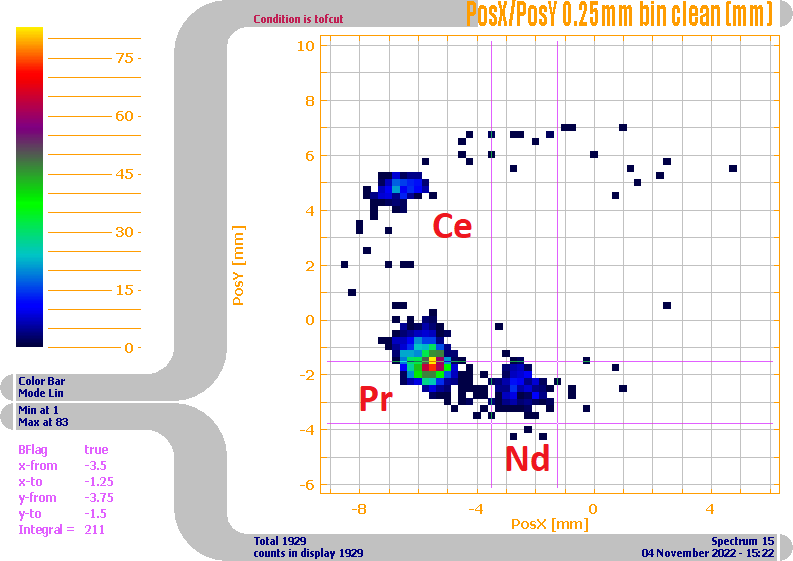 Condition is tofcut
PosX/PosY 0.25mm bin clean (mm)
75
60
45
30
15
0
10
8
6
4
2
0
-2
-4
-6
PosY [mm]
Ce
Pr
Nd
-8
-4
0
4
PosX [mm]
Color Bar
Mode Lin
Min at 1
Max at 83
BFlag true
x-from -3.5
x-to -1.25
y-from -3.75
y-to -1.5
Integral = 211
Total 1929
counts in display 1929
Spectrum 15
04 November 2022 - 15:22